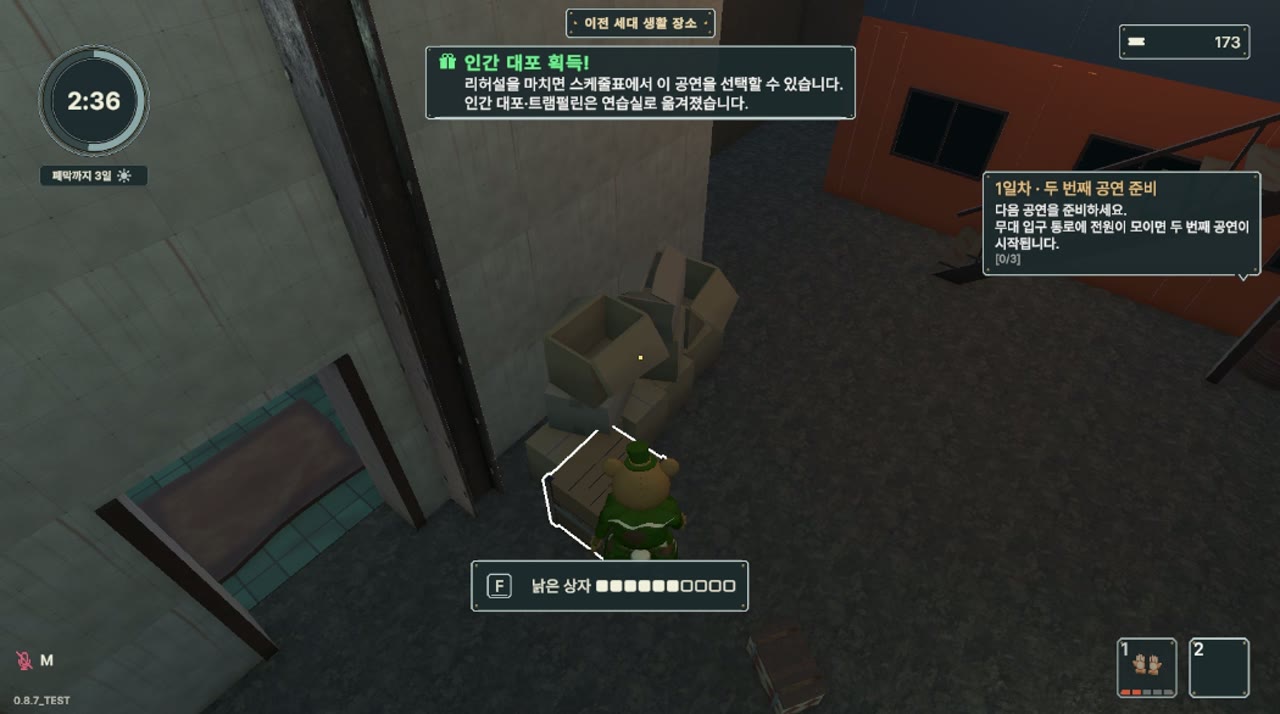 · 이전 세대 생활 장소 ·
173
인간 대포 획득!
리허설을 마치면 스케줄표에서 이 공연을 선택할 수 있습니다.
인간 대포·트램펄린은 연습실로 옮겨졌습니다.
2:36
폐막까지 3일
1일차 · 두 번째 공연 준비
다음 공연을 준비하세요.
무대 입구 통로에 전원이 모이면 두 번째 공연이
시작됩니다.
[0/3]
F 낡은 상자
M
1
2
0.8.7_TEST